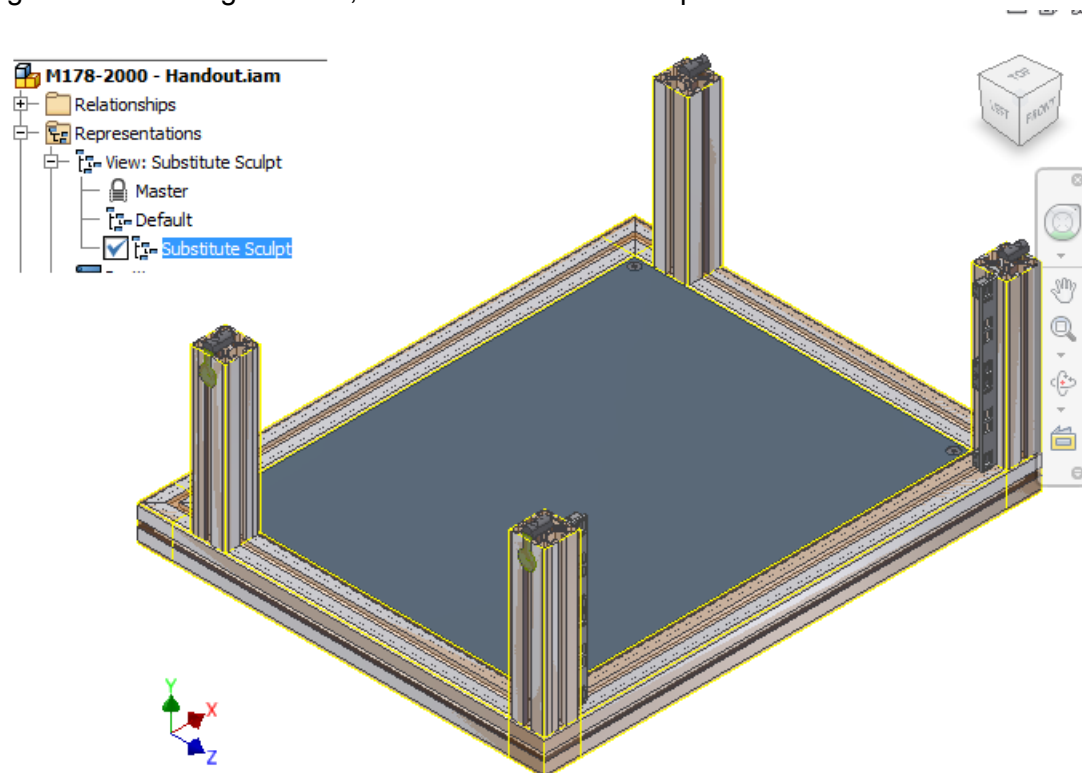 M178-2000 - Handout.iam
Relationships
Representations
View: Substitute Sculpt
Master
Default
Substitute Sculpt
TOP
LEFT
FRONT
Y
X
Z